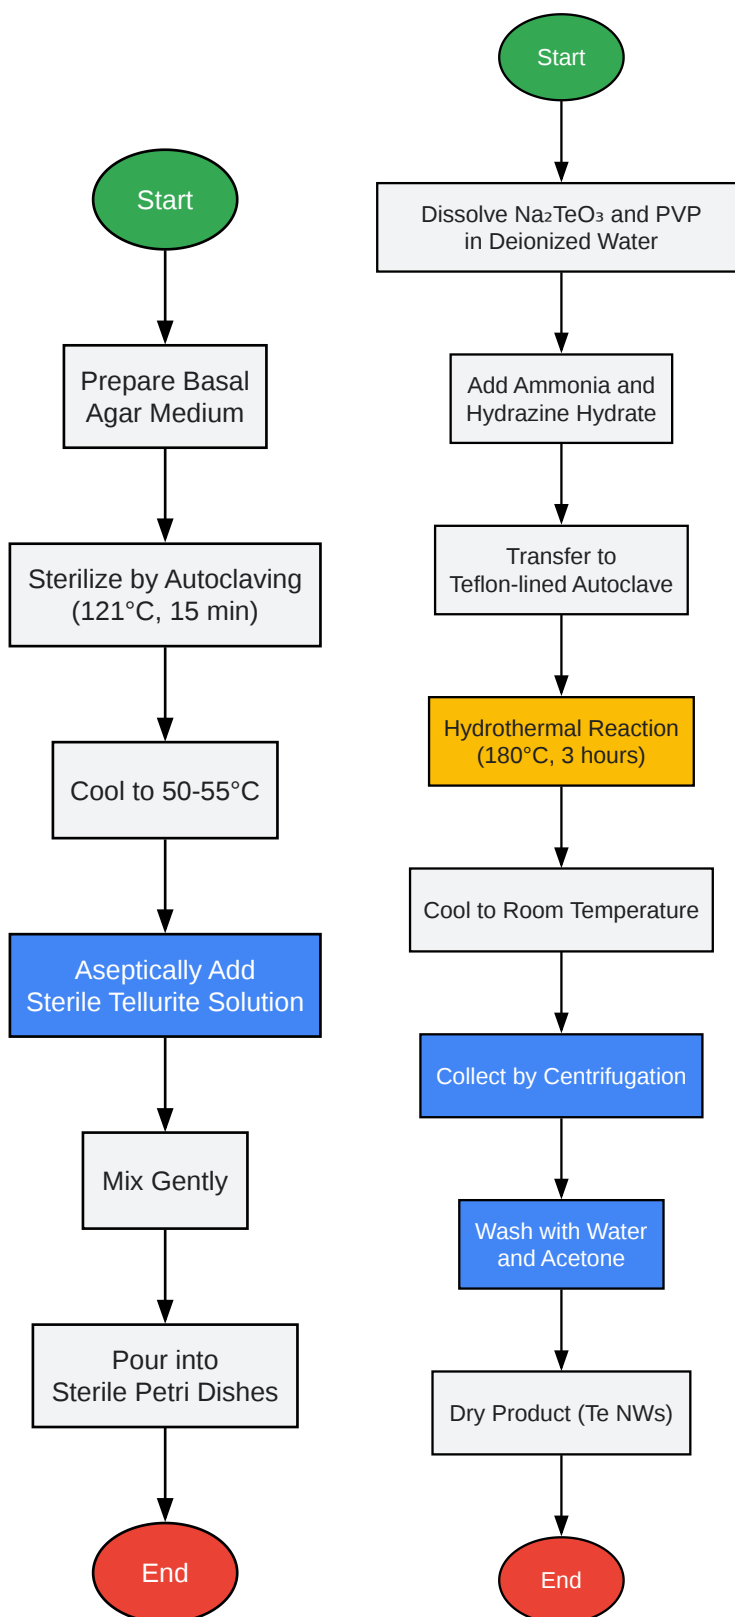 Start
Prepare Basal
Agar Medium
Sterilize by Autoclaving
(121°C, 15 min)
Cool to 50-55°C
Aseptically Add
Sterile Tellurite Solution
Mix Gently
Pour into
Sterile Petri Dishes
End
Start
Dissolve Na₂TeO₃ and PVP
in Deionized Water
Add Ammonia and
Hydrazine Hydrate
Transfer to
Teflon-lined Autoclave
Hydrothermal Reaction
(180°C, 3 hours)
Cool to Room Temperature
Collect by Centrifugation
Wash with Water
and Acetone
Dry Product (Te NWs)
End